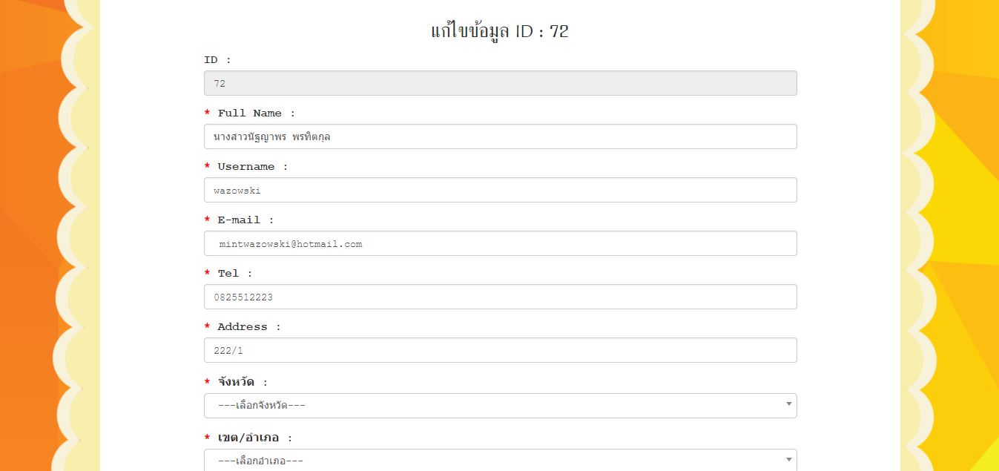 แก้ไขข้อมูล ID : 72
ID :
72
* Full Name :
นางสาวนัฐญาพร พรทิตกุล
* Username :
wazowski
* E-mail :
mintwazowski@hotmail.com
* Tel :
0825512223
* Address :
222/1
* จังหวัด :
---เลือกจังหวัด---
* เขต/อำเภอ :
---เลือกอำเภอ---